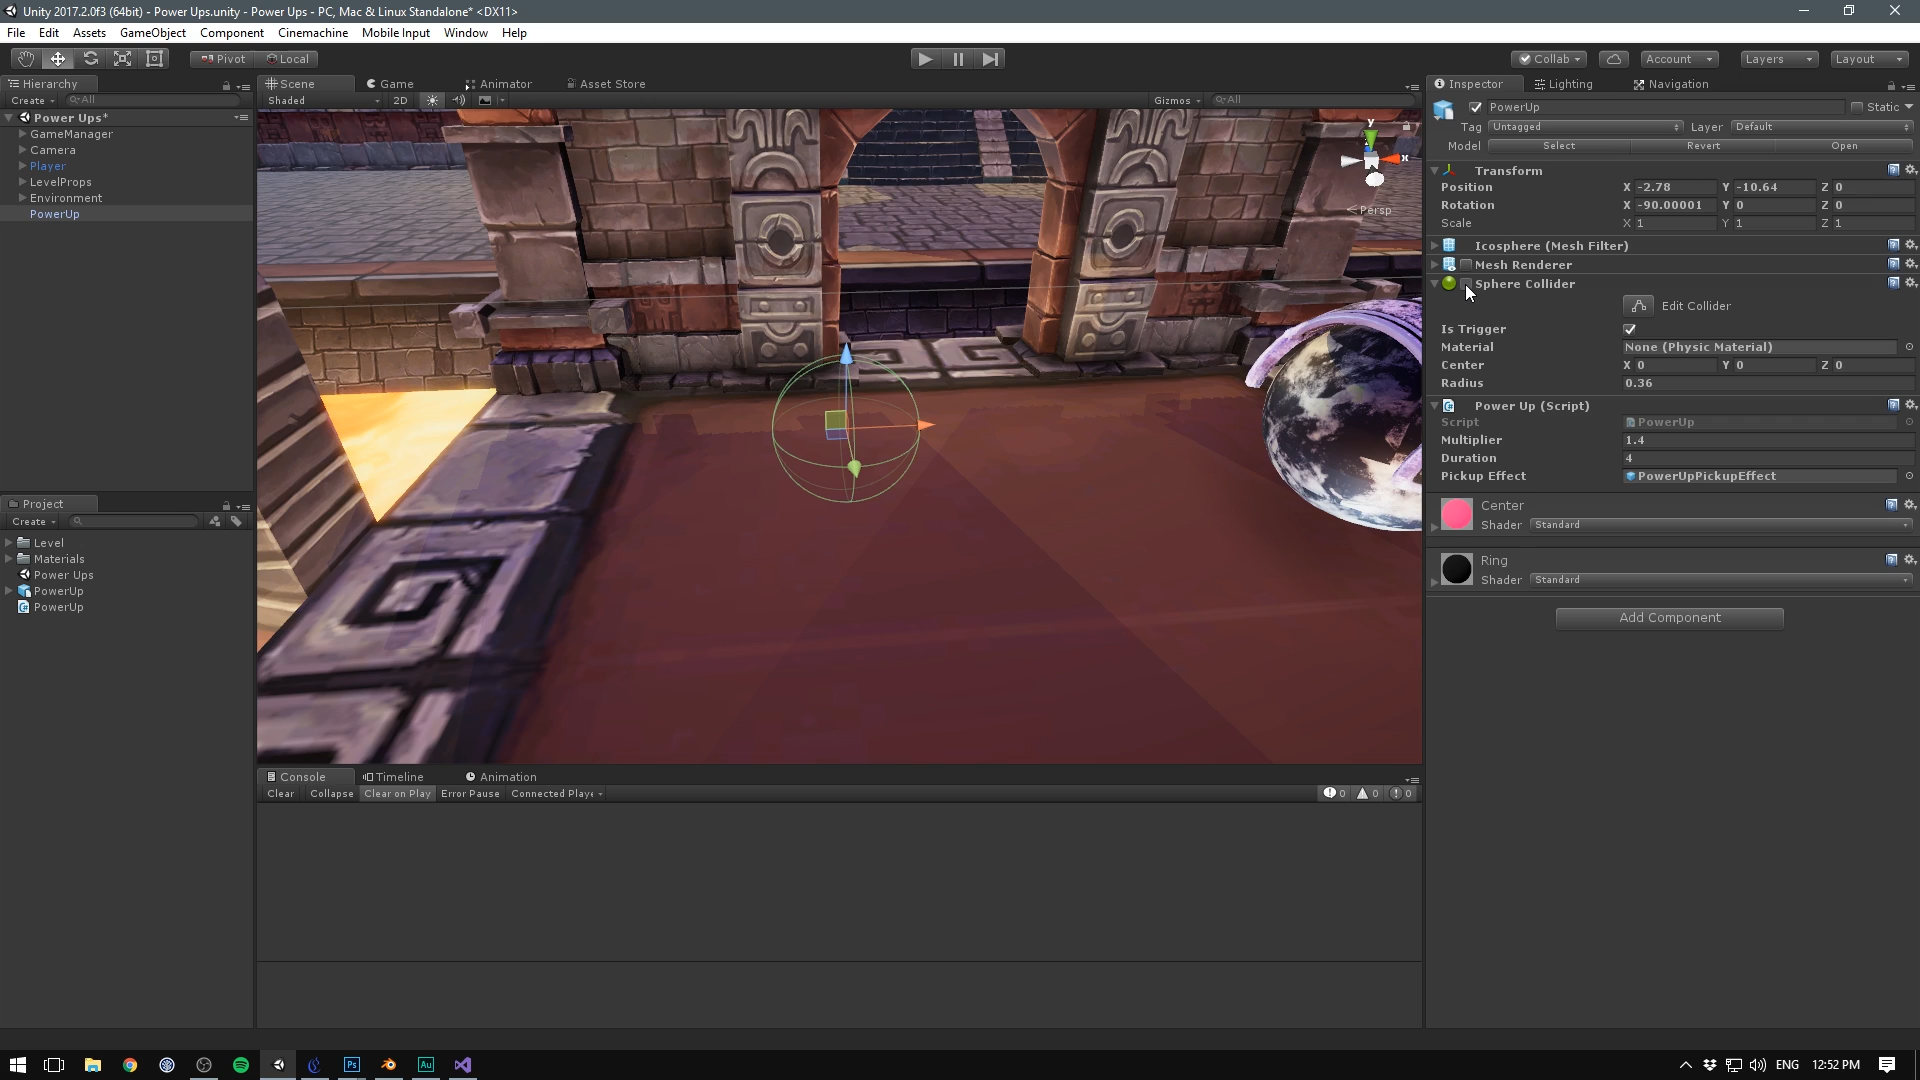 Unity 2017.2.0f3 (64bit) - Power Ups.unity - Power Ups - PC, Mac & Linux Standalone* <DX11>
File Edit Assets GameObject Component Cinemachine Mobile Input Window Help
Pivot Local Collab Account Layers Layout
Hierarchy
Create All
Power Ups*
GameManager
Camera
Player
LevelProps
Environment
PowerUp
Project
Create
Level
Materials
Power Ups
PowerUp
PowerUp
Scene Game Animator Asset Store
Shaded 2D Gizmos All
y
x
Persp
Console Timeline Animation
Clear Collapse Clear on Play Error Pause Connected Playe 0 0 0
Inspector Lighting Navigation
PowerUp Static
Tag Untagged Layer Default
Model Select Revert Open
Transform
Position X -2.78 Y -10.64 Z 0
Rotation X -90.00001 Y 0 Z 0
Scale X 1 Y 1 Z 1
Icosphere (Mesh Filter)
Mesh Renderer
Sphere Collider
Edit Collider
Is Trigger
Material None (Physic Material)
Center X 0 Y 0 Z 0
Radius 0.36
Power Up (Script)
Script PowerUp
Multiplier 1.4
Duration 4
Pickup Effect PowerUpPickupEffect
Center
Shader Standard
Ring
Shader Standard
Add Component
Ps Au ENG 12:52 PM